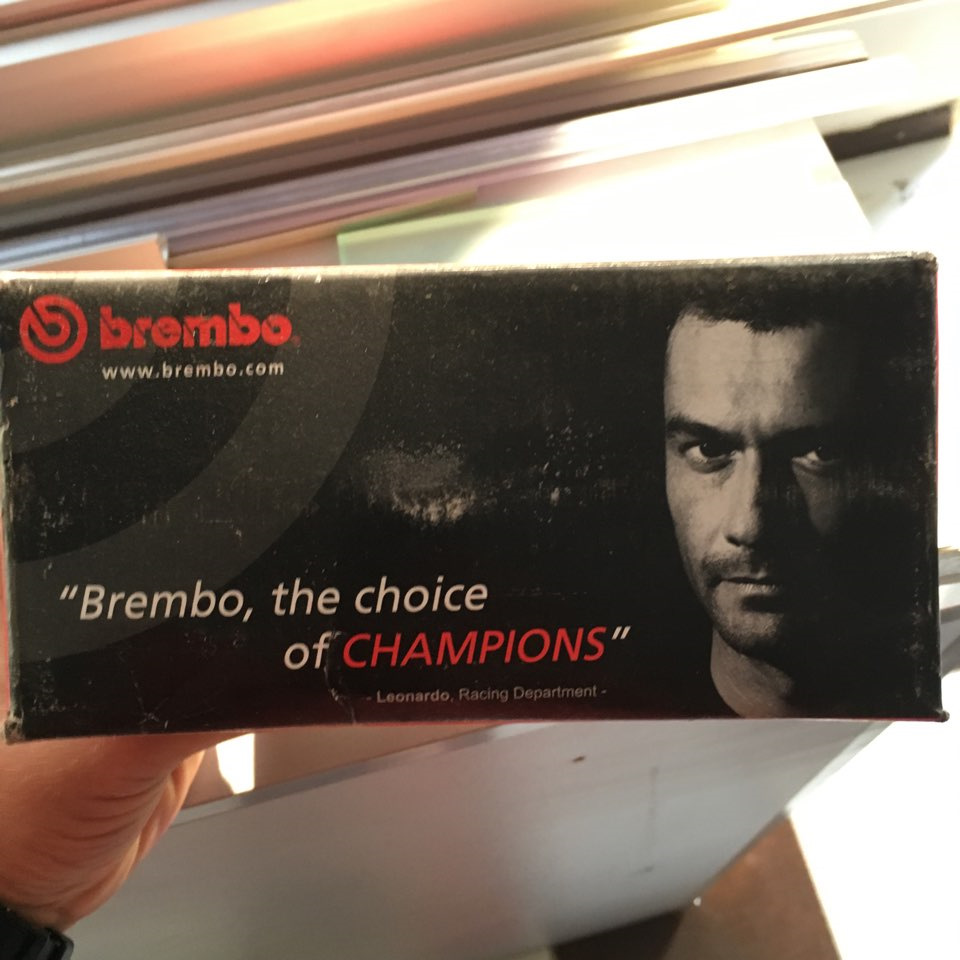 brembo
www.brembo.com
“Brembo, the choice
of CHAMPIONS”
- Leonardo, Racing Department -